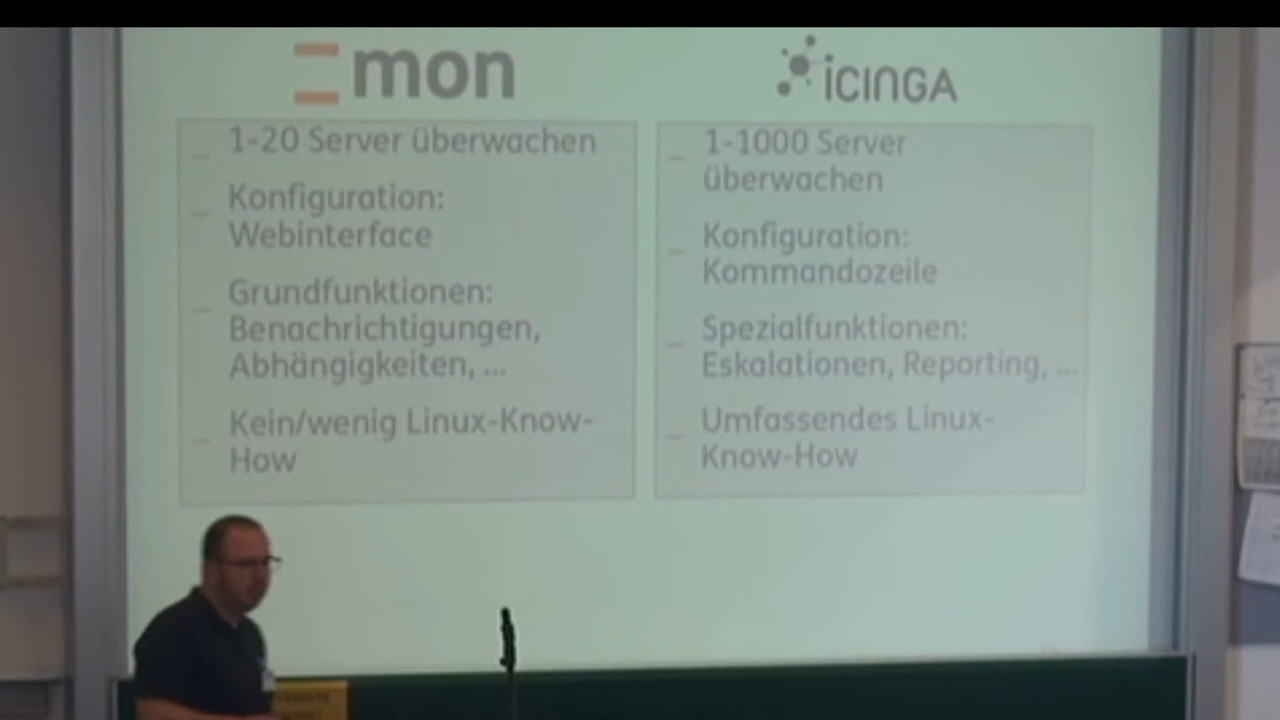 mon
1-20 Server überwachen
Konfiguration:
Webinterface
Grundfunktionen:
Benachrichtigungen,
Abhängigkeiten, ...
Kein/wenig Linux-Know-
How
iCINGA
1-1000 Server
überwachen
Konfiguration:
Kommandozeile
Spezialfunktionen:
Eskalationen, Reporting, ...
Umfassendes Linux-
Know-How